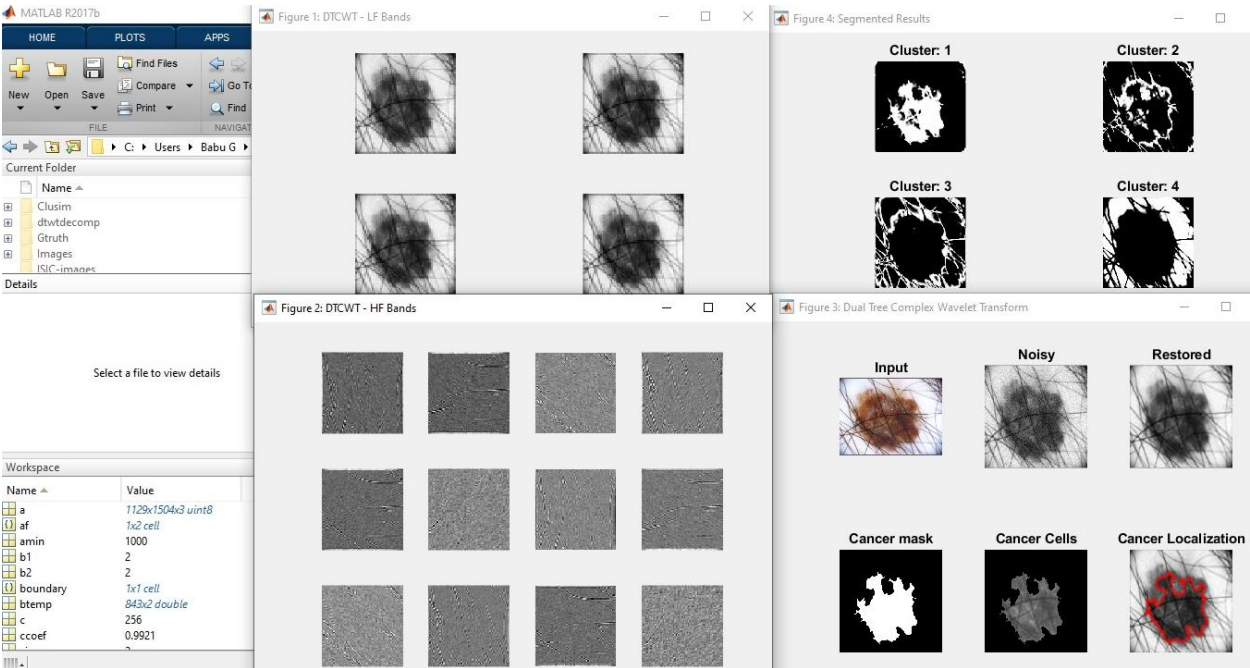 MATLAB R2017b
HOME PLOTS APPS
New Open Save Find Files Compare Print Go To Find
FILE NAVIGAT
C: Users Babu G
Current Folder
Name
Clusim
dtwtdecomp
Gtruth
Images
ISIC-images
Details
Select a file to view details
Workspace
Name Value
a 1129x1504x3 uint8
af 1x2 cell
amin 1000
b1 2
b2 2
boundary 1x1 cell
btemp 843x2 double
c 256
ccoef 0.9921
Figure 1: DTCWT - LF Bands
Figure 2: DTCWT - HF Bands
Figure 4: Segmented Results
Cluster: 1 Cluster: 2
Cluster: 3 Cluster: 4
Figure 3: Dual Tree Complex Wavelet Transform
Input Noisy Restored
Cancer mask Cancer Cells Cancer Localization